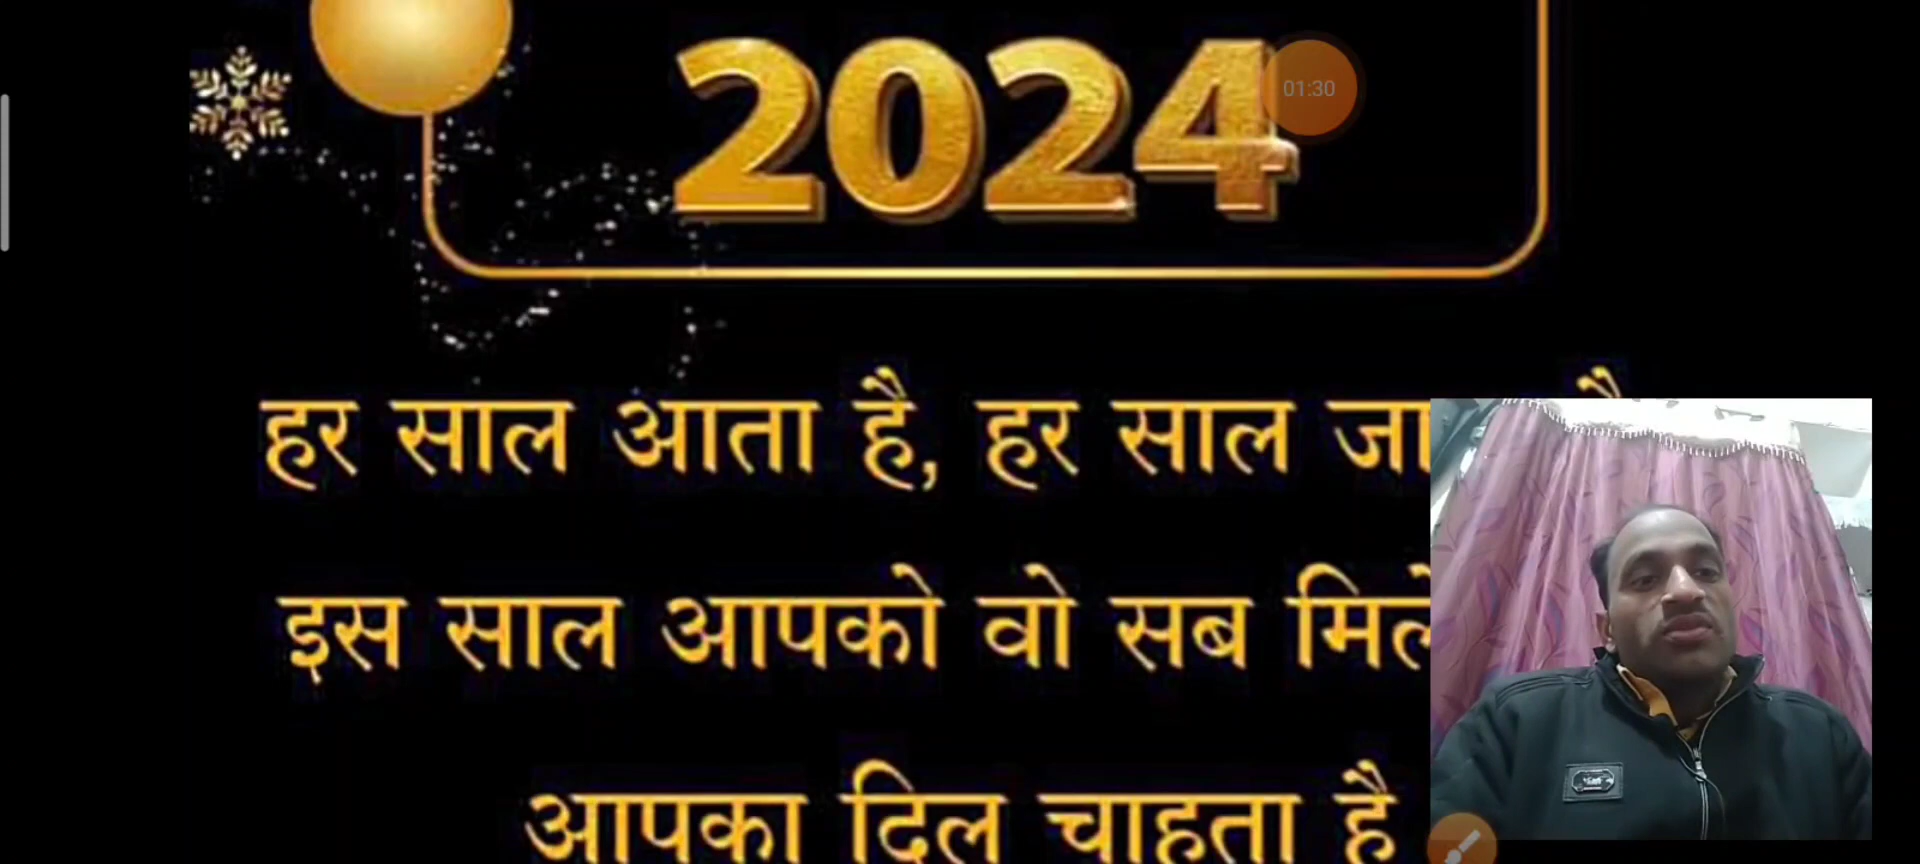 2024
01:30
हर साल आता है, हर साल
इस साल आपको वो सब
आपका दिल चाहता है